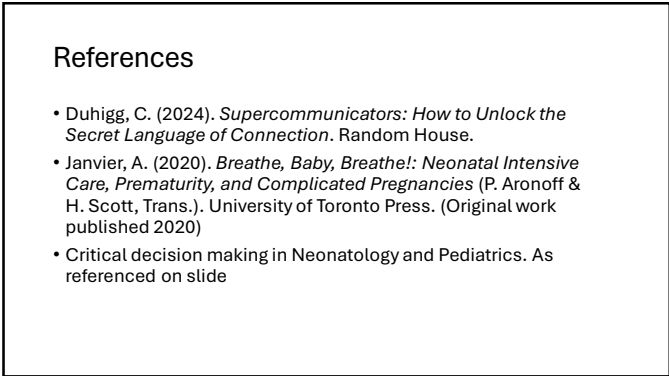 References
• Duhigg, C. (2024). Supercommunicators: How to Unlock the
Secret Language of Connection. Random House.
• Janvier, A. (2020). Breathe, Baby, Breathe!: Neonatal Intensive
Care, Prematurity, and Complicated Pregnancies (P. Aronoff &
H. Scott, Trans.). University of Toronto Press. (Original work
published 2020)
• Critical decision making in Neonatology and Pediatrics. As
referenced on slide